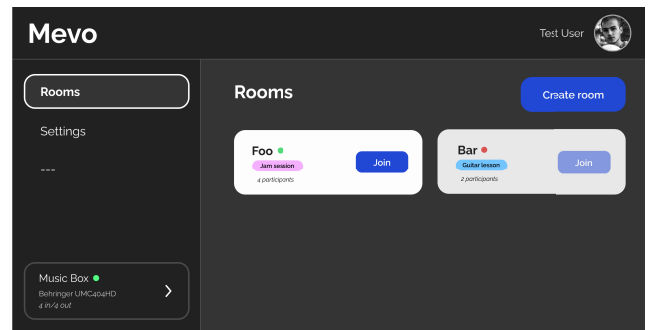 Mevo
Test User
Rooms
Settings
---
Music Box
Behringer UMC404HD
4 in/4 out
Rooms
Create room
Foo
Jam session
4 participants
Join
Bar
Guitar lesson
2 participants
Join